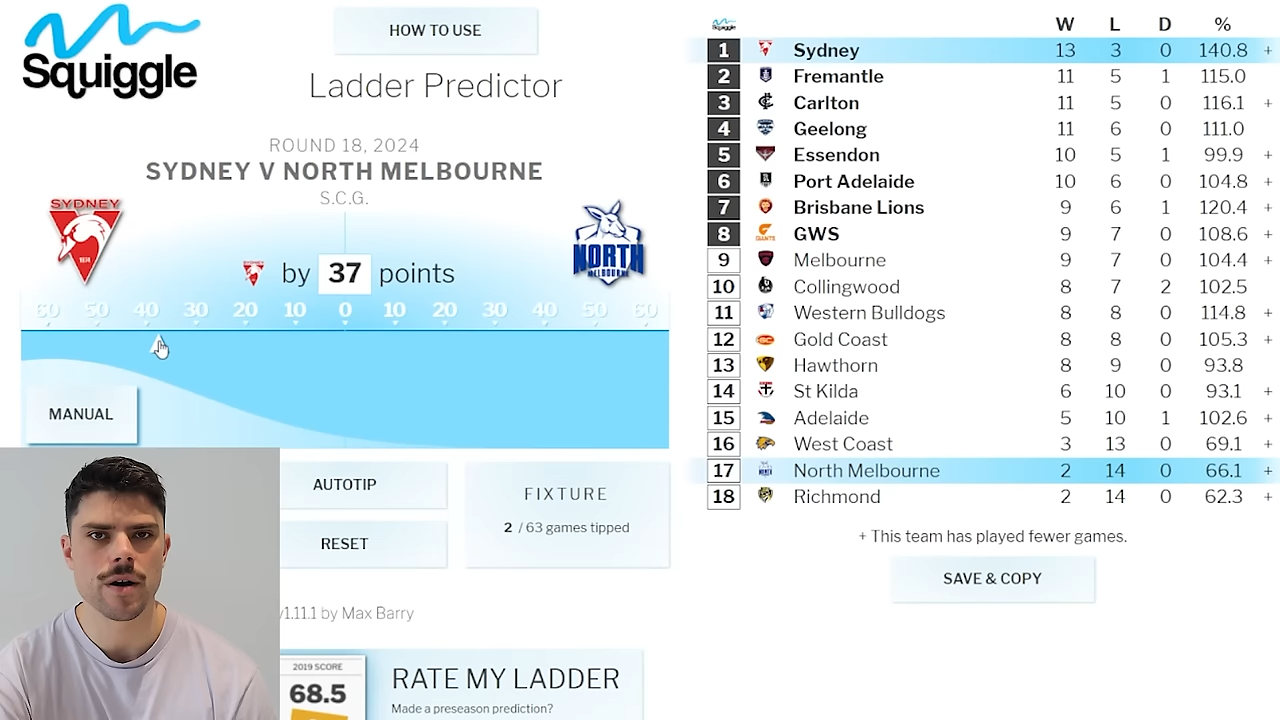 Squiggle
HOW TO USE
Ladder Predictor
ROUND 18, 2024
SYDNEY V NORTH MELBOURNE
S.C.G.
SYDNEY
NORTH
MELBOURNE
by 37 points
60 50 40 30 20 10 0 10 20 30 40 50 60
MANUAL
AUTOTIP
RESET
FIXTURE
2 / 63 games tipped
v1.11.1 by Max Barry
2019 SCORE
68.5
RATE MY LADDER
Made a preseason prediction?
W L D %
1 Sydney 13 3 0 140.8 +
2 Fremantle 11 5 1 115.0
3 Carlton 11 5 0 116.1 +
4 Geelong 11 6 0 111.0
5 Essendon 10 5 1 99.9 +
6 Port Adelaide 10 6 0 104.8 +
7 Brisbane Lions 9 6 1 120.4 +
8 GWS 9 7 0 108.6 +
9 Melbourne 9 7 0 104.4 +
10 Collingwood 8 7 2 102.5
11 Western Bulldogs 8 8 0 114.8 +
12 Gold Coast 8 8 0 105.3 +
13 Hawthorn 8 9 0 93.8
14 St Kilda 6 10 0 93.1 +
15 Adelaide 5 10 1 102.6 +
16 West Coast 3 13 0 69.1 +
17 North Melbourne 2 14 0 66.1 +
18 Richmond 2 14 0 62.3 +
+ This team has played fewer games.
SAVE & COPY